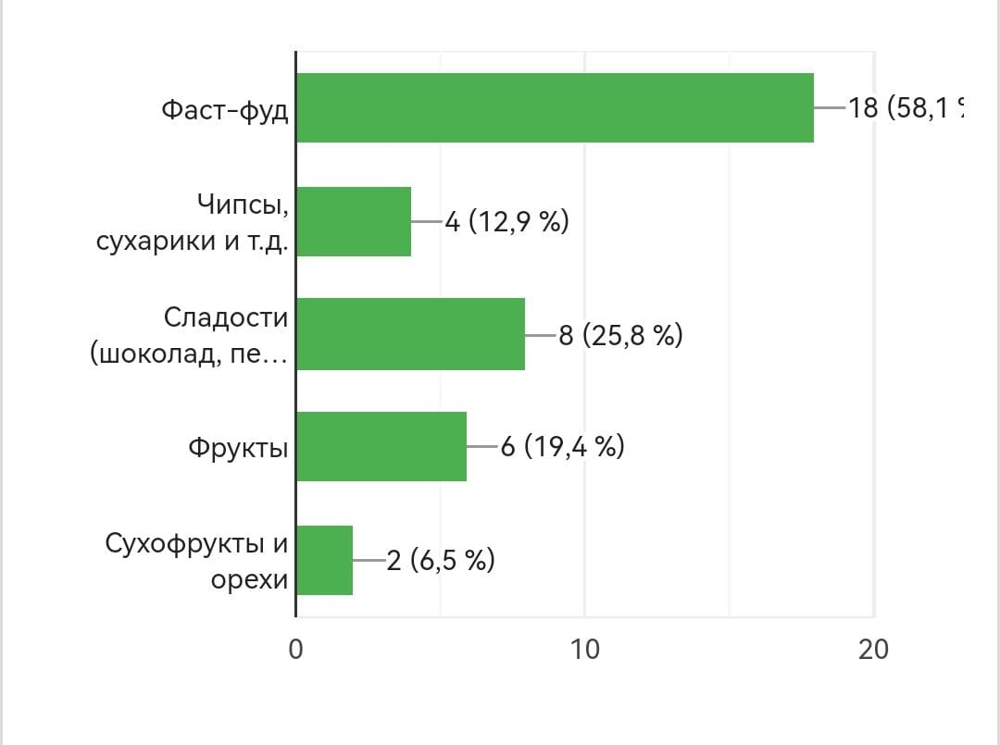 Фаст-фуд
18 (58,1
Чипсы,
сухарики и т.д.
4 (12,9 %)
Сладости
(шоколад, пе...
8 (25,8 %)
Фрукты
6 (19,4 %)
Сухофрукты и
орехи
2 (6,5 %)
0
10
20